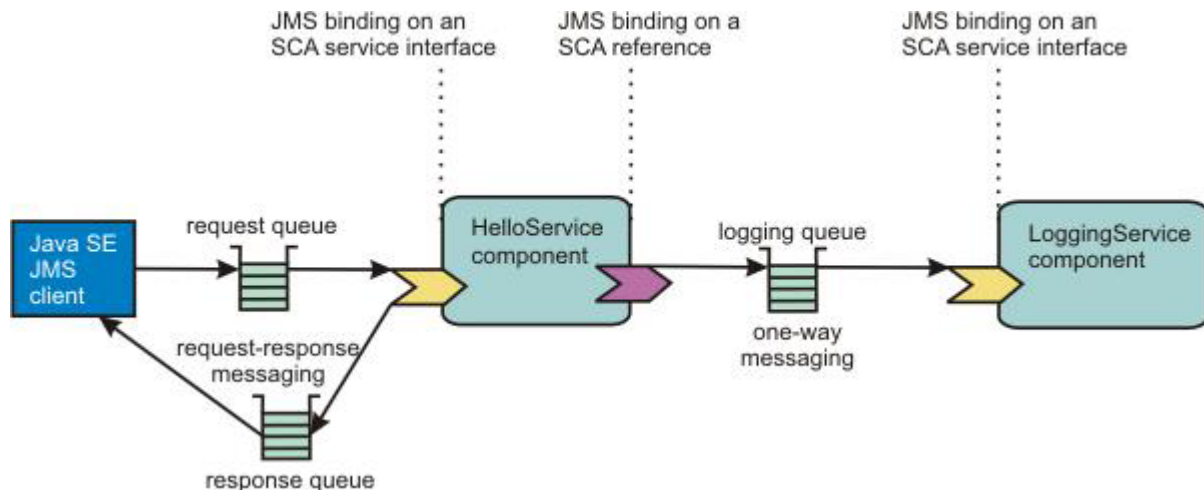 JMS binding on an
SCA service interface
JMS binding on a
SCA reference
JMS binding on an
SCA service interface
request queue
Java SE
JMS
client
HelloService
component
logging queue
LoggingService
component
request-response
messaging
one-way
messaging
response queue